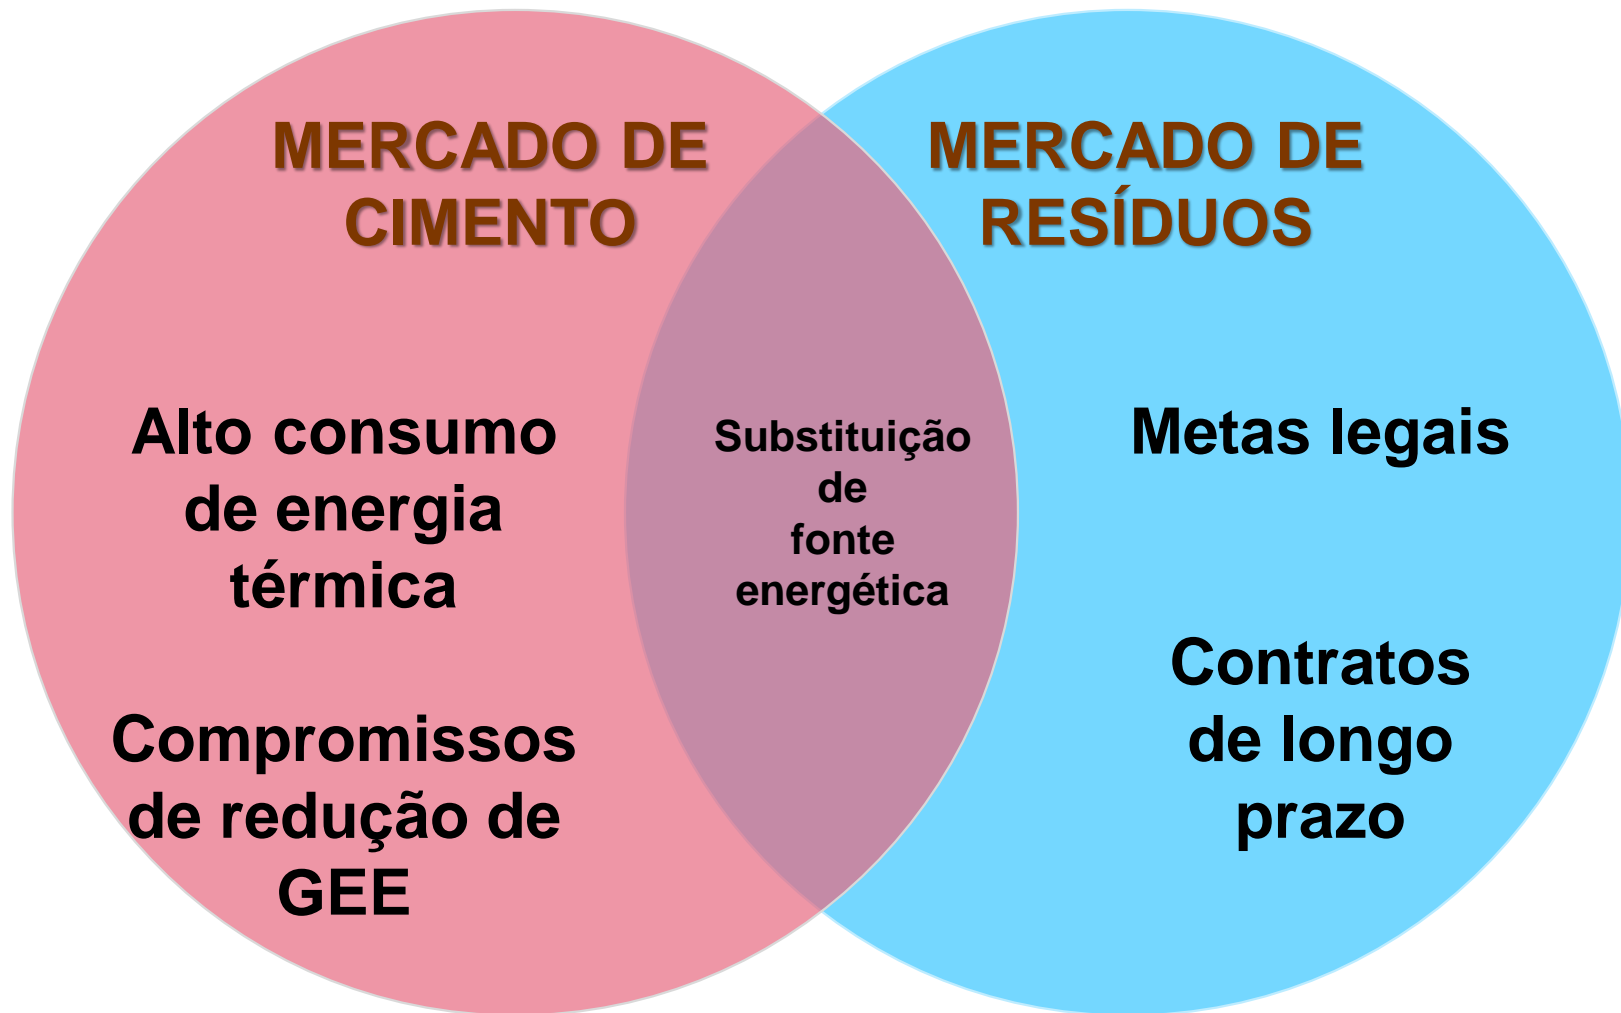 MERCADO DE
CIMENTO
Alto consumo
de energia
térmica
Compromissos
de redução de
GEE
Substituição
de
fonte
energética
MERCADO DE
RESÍDUOS
Metas legais
Contratos
de longo
prazo